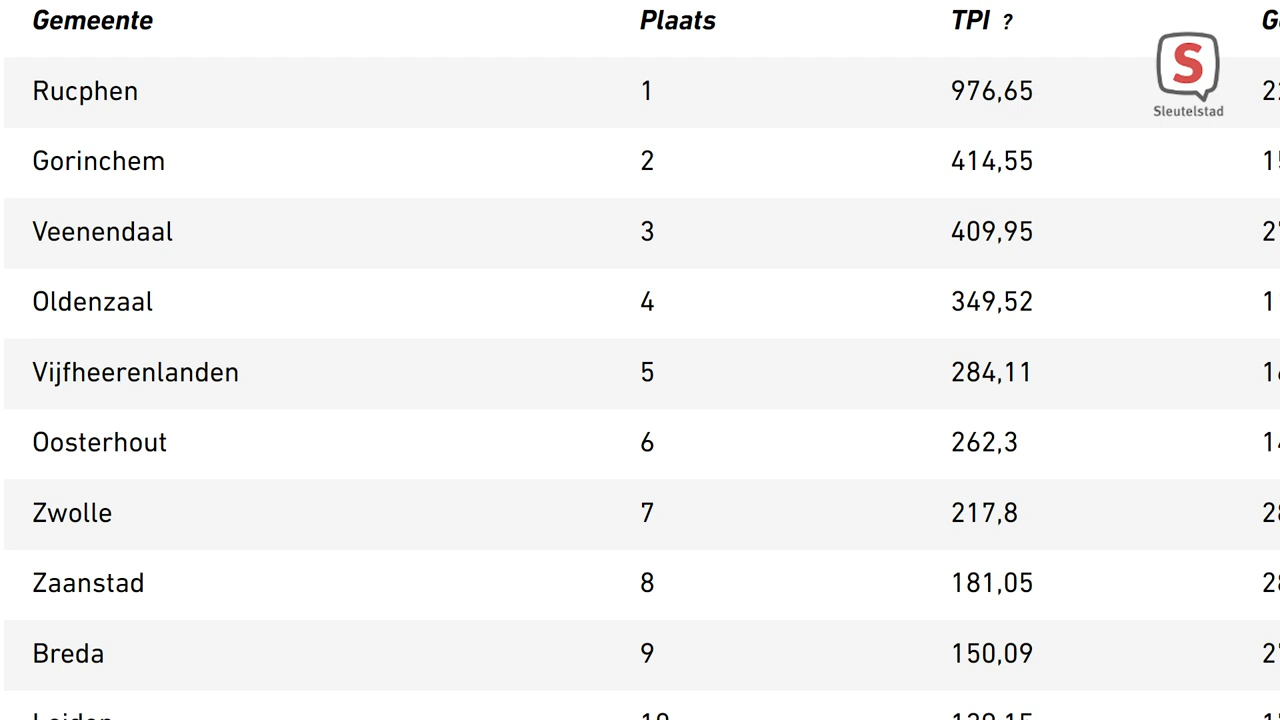 Gemeente Plaats TPI ?
Rucphen 1 976,65
S
Sleutelstad
Gorinchem 2 414,55
Veenendaal 3 409,95
Oldenzaal 4 349,52
Vijfheerenlanden 5 284,11
Oosterhout 6 262,3
Zwolle 7 217,8
Zaanstad 8 181,05
Breda 9 150,09